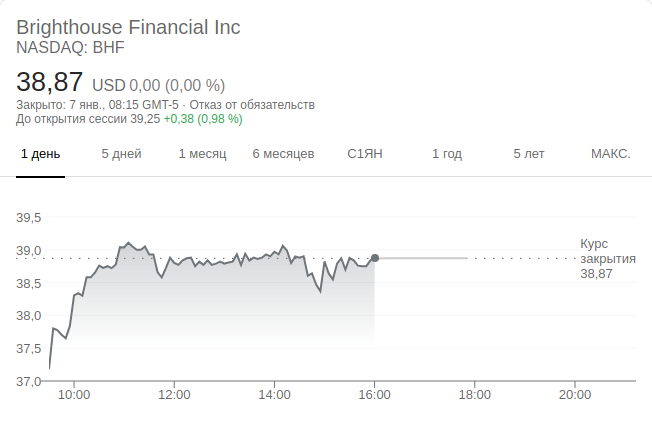 Brighthouse Financial Inc
NASDAQ: BHF
38,87 USD 0,00 (0,00 %)
Закрыто: 7 янв., 08:15 GMT-5 · Отказ от обязательств
До открытия сессии 39,25 +0,38 (0,98 %)
1 день 5 дней 1 месяц 6 месяцев С1ЯН 1 год 5 лет МАКС.
39,5
39,0
38,5
38,0
37,5
37,0
Курс
закрытия
38,87
10:00 12:00 14:00 16:00 18:00 20:00